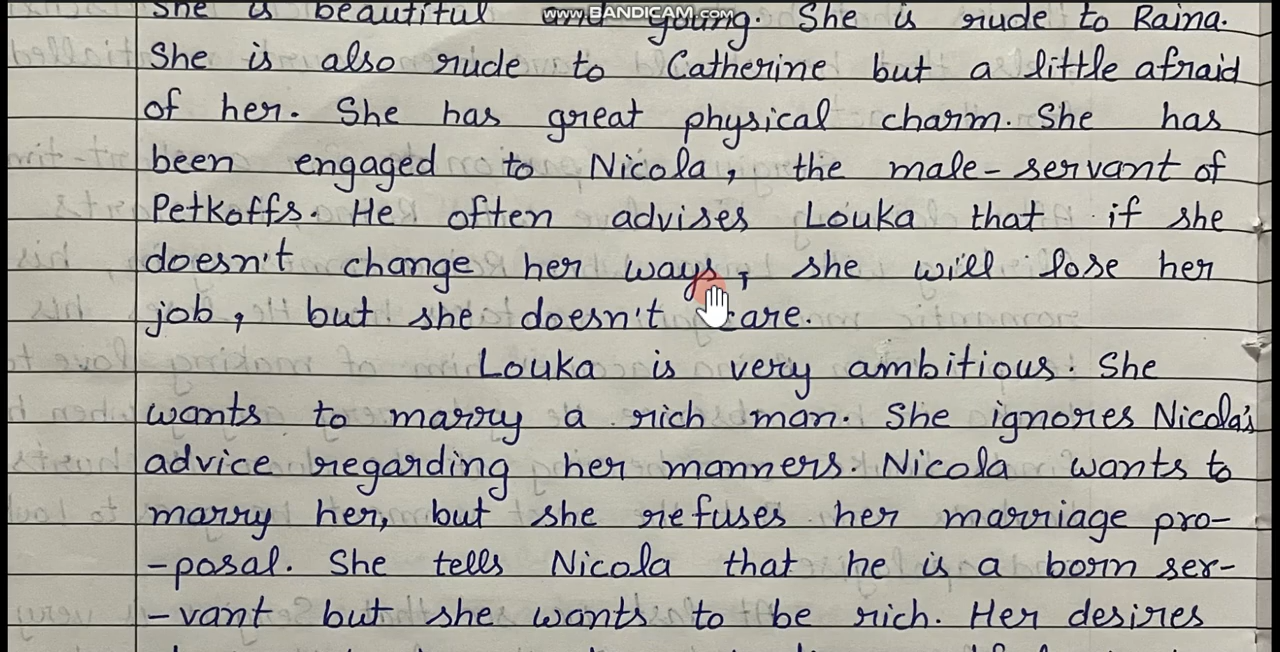 She is beautiful and young. She is rude to Raina.
www.BANDICAM.com
She is also rude to Catherine but a little afraid
of her. She has great physical charm. She has
been engaged to Nicola, the male-servant of
Petkoffs. He often advises Louka that if she
doesn't change her ways, she will lose her
job, but she doesn't care.
Louka is very ambitious. She
wants to marry a rich man. She ignores Nicola's
advice regarding her manners. Nicola wants to
marry her, but she refuses her marriage pro-
-posal. She tells Nicola that he is a born ser-
-vant but she wants to be rich. Her desires